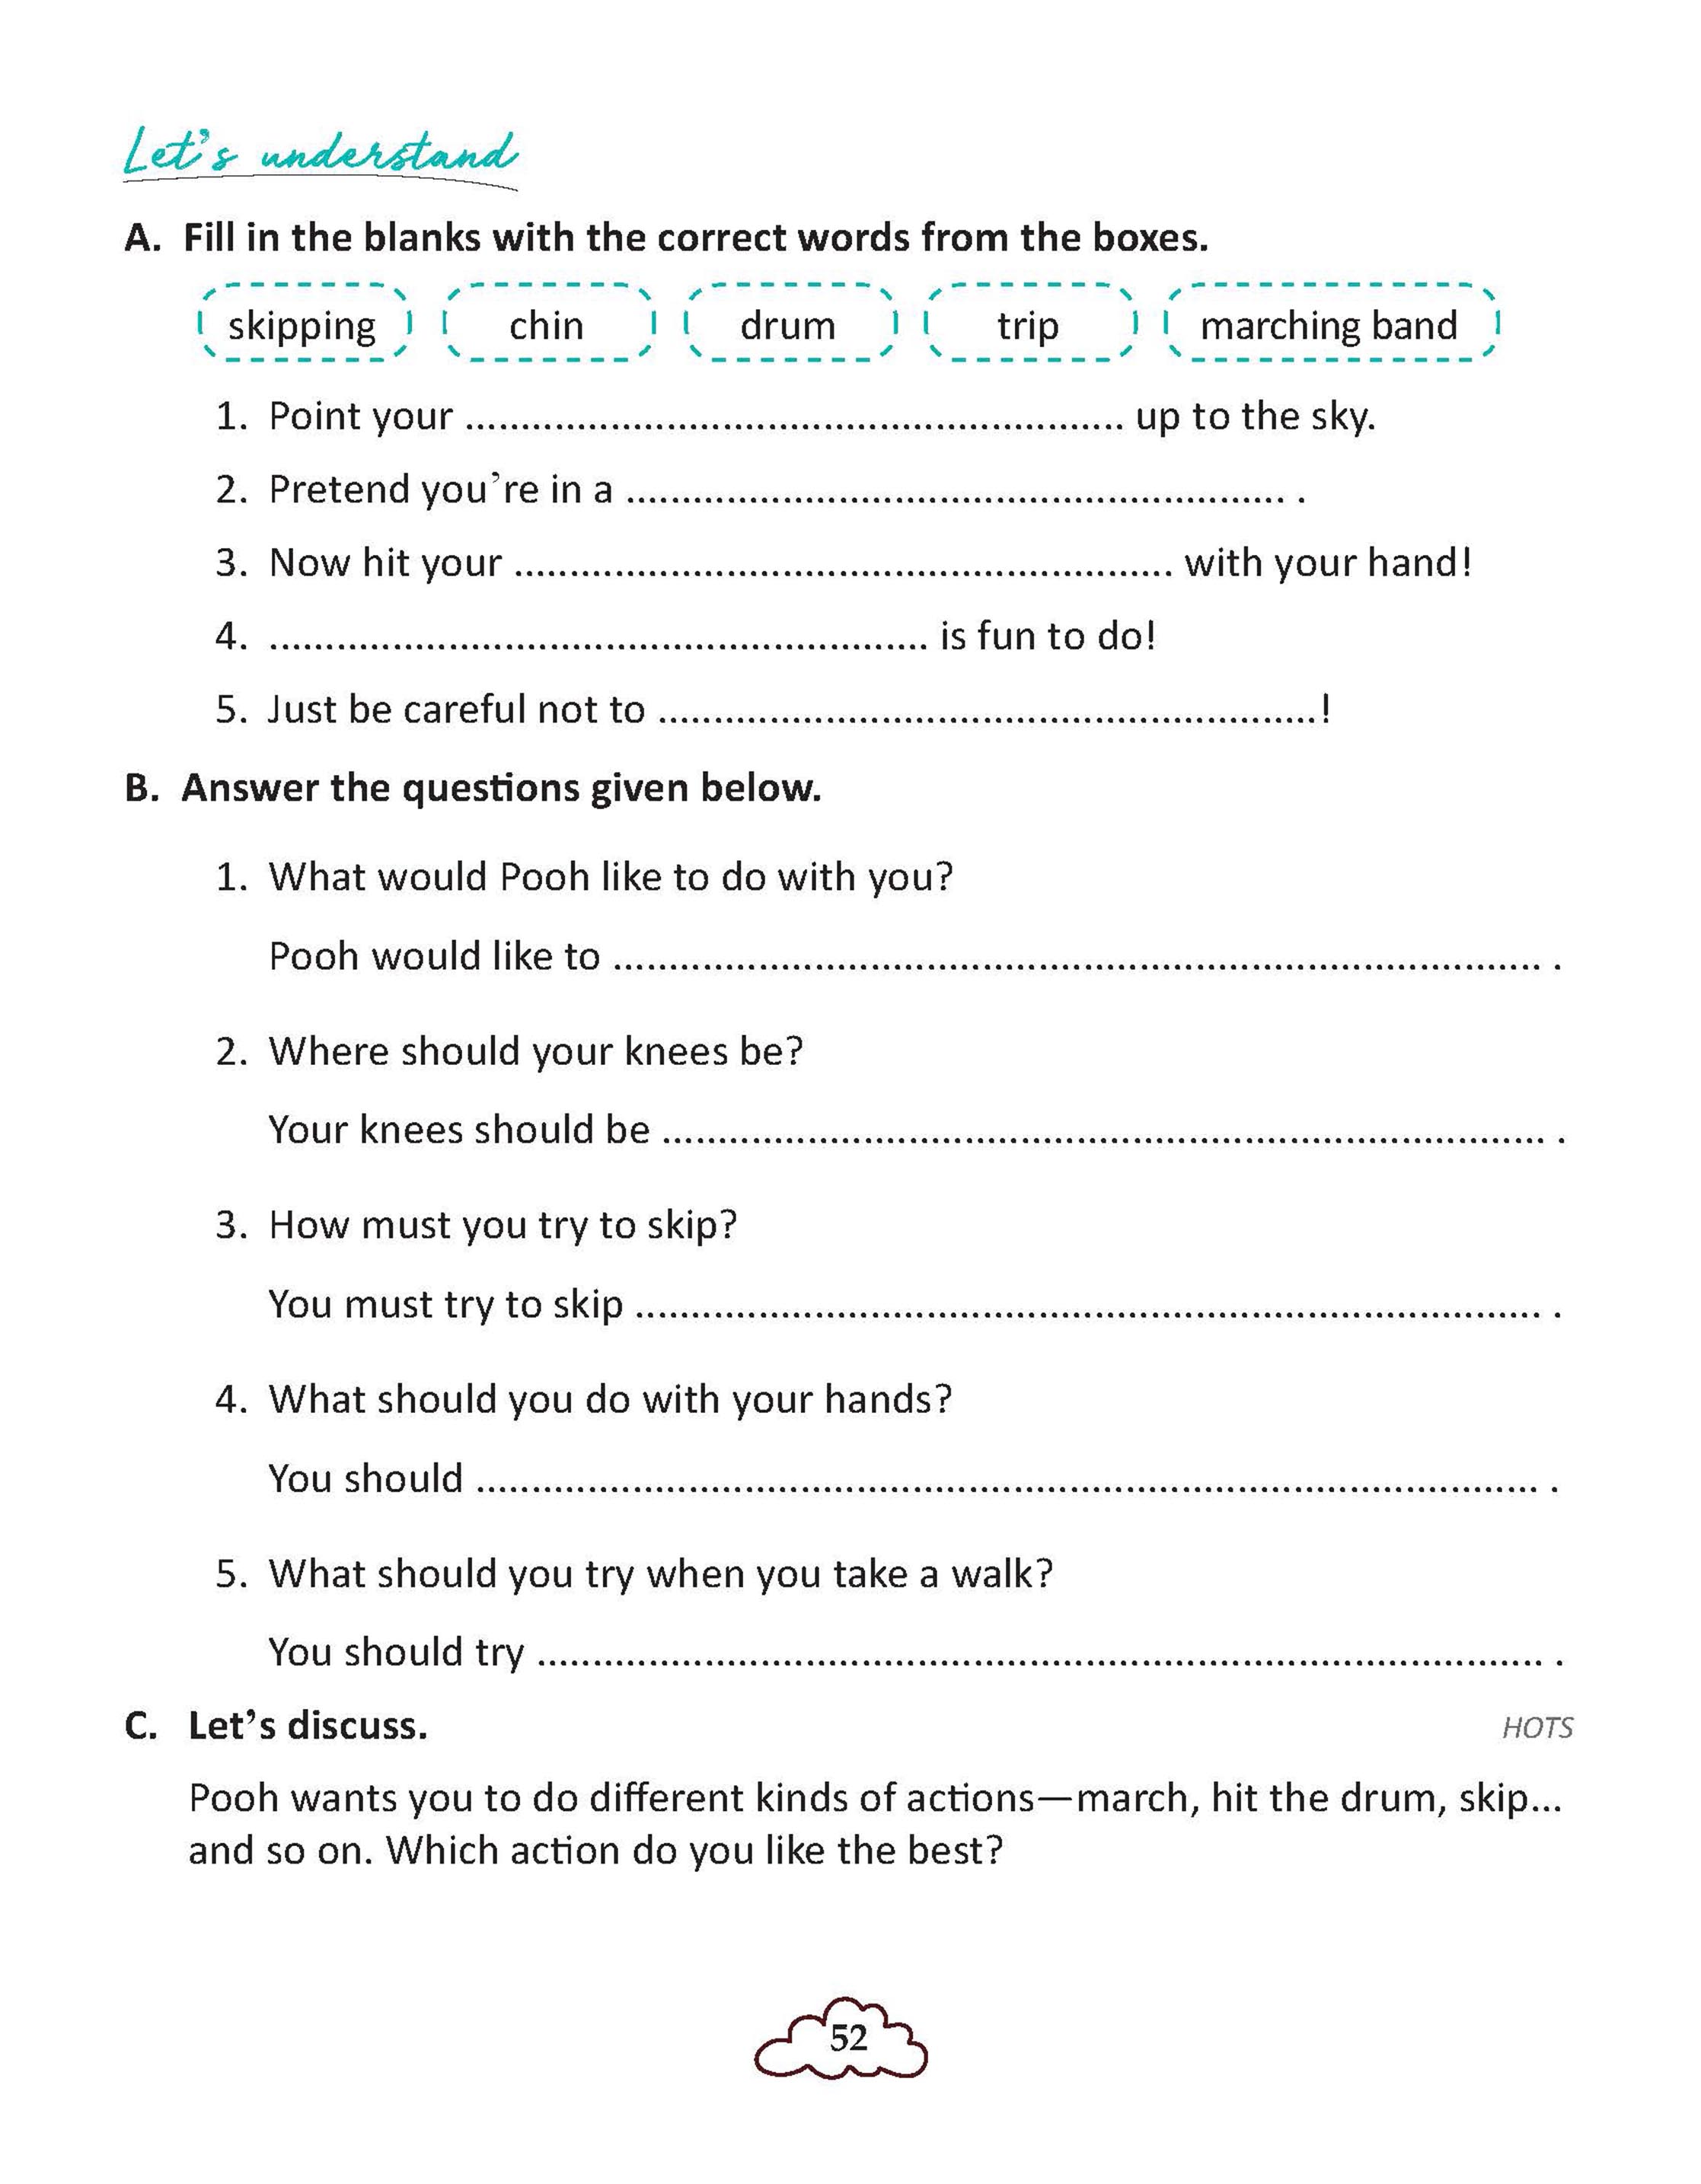 Let's understand
A. Fill in the blanks with the correct words from the boxes.
skipping chin drum trip marching band
1. Point your ........................................................... up to the sky.
2. Pretend you're in a ........................................................... .
3. Now hit your ........................................................... with your hand!
4. ........................................................... is fun to do!
5. Just be careful not to ...........................................................!
B. Answer the questions given below.
1. What would Pooh like to do with you?
Pooh would like to ................................................................................... .
2. Where should your knees be?
Your knees should be ............................................................................... .
3. How must you try to skip?
You must try to skip ................................................................................. .
4. What should you do with your hands?
You should ............................................................................................... .
5. What should you try when you take a walk?
You should try .......................................................................................... .
C. Let's discuss. HOTS
Pooh wants you to do different kinds of actions—march, hit the drum, skip...
and so on. Which action do you like the best?
52